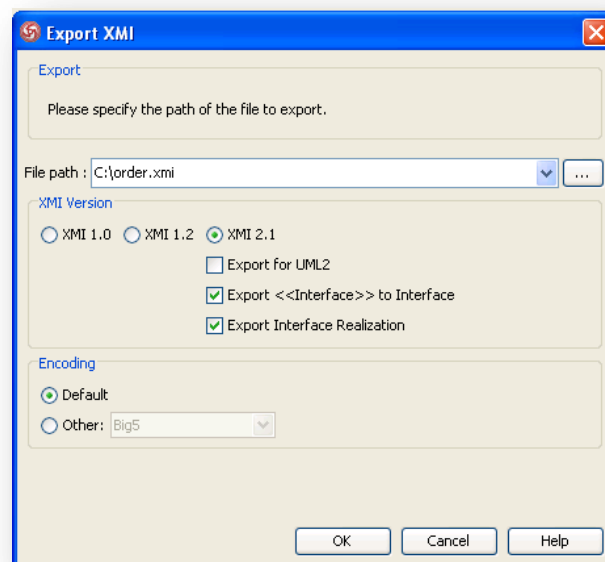 Export XMI
Export
Please specify the path of the file to export.
File path : C:\order.xmi ...
XMI Version
XMI 1.0 XMI 1.2 XMI 2.1
Export for UML2
Export <<Interface>> to Interface
Export Interface Realization
Encoding
Default
Other: Big5
OK Cancel Help